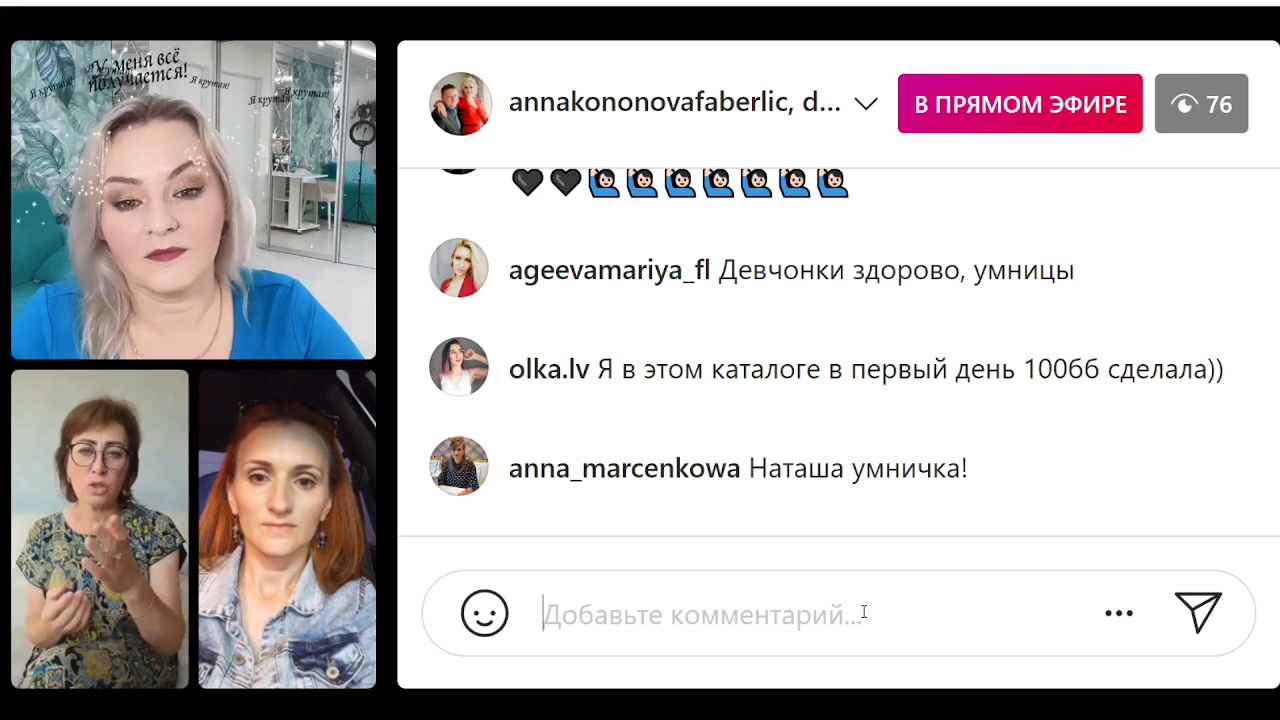 У меня всё
получается!
Я крутая!
Я крутая!
Я крутая!
Я крутая!
annakononovafaberlic, d...
В ПРЯМОМ ЭФИРЕ
76
ageevamariya_fl Девчонки здорово, умницы
olka.lv Я в этом каталоге в первый день 100бб сделала))
anna_marcenkowa Наташа умничка!
Добавьте комментарий...